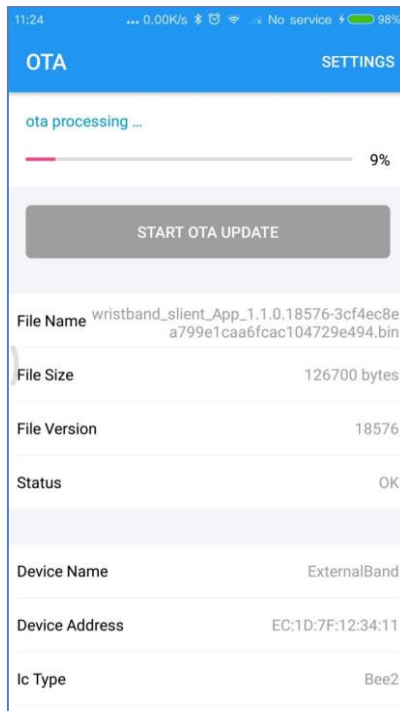 11:24 ... 0.00K/s No service 98%
OTA SETTINGS
ota processing ...
9%
START OTA UPDATE
File Name wristband_slient_App_1.1.0.18576-3cf4ec8e
a799e1caa6fcac104729e494.bin
File Size 126700 bytes
File Version 18576
Status OK
Device Name ExternalBand
Device Address EC:1D:7F:12:34:11
Ic Type Bee2